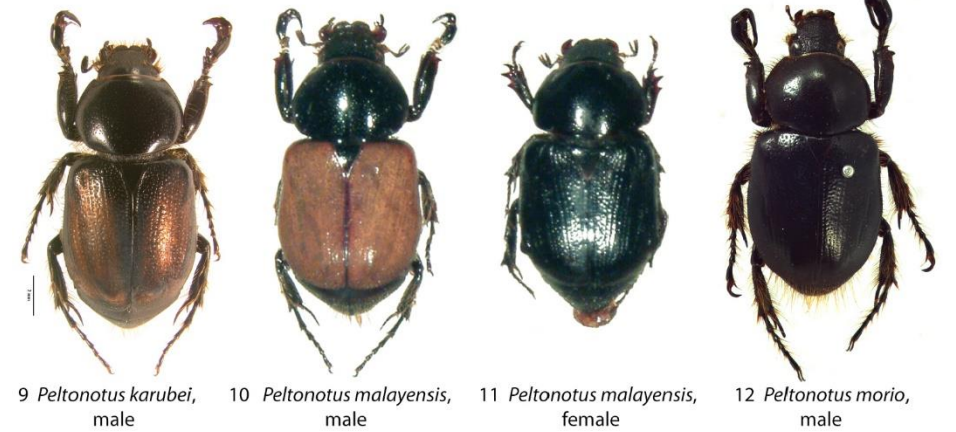 9 Peltonotus karubei,
male
10 Peltonotus malayensis,
male
11 Peltonotus malayensis,
female
12 Peltonotus morio,
male